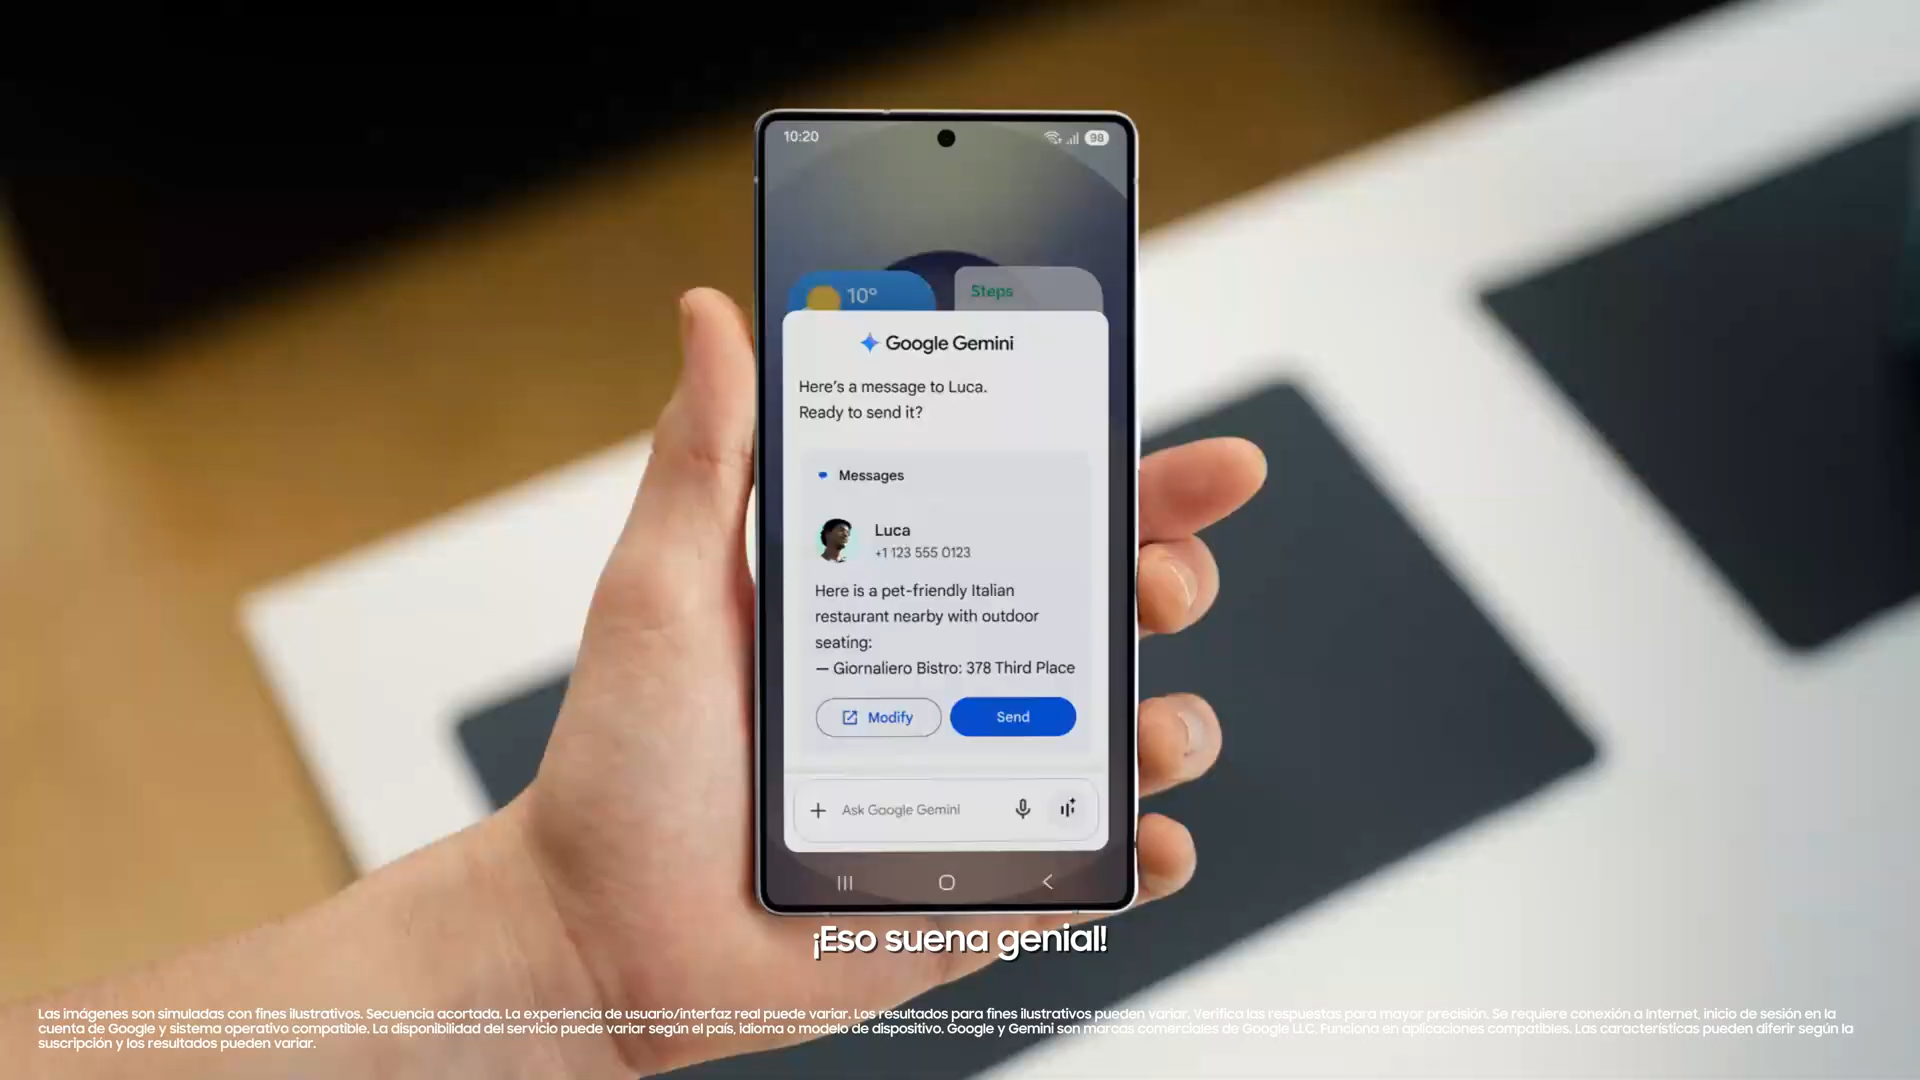 10:20
98
10°
Steps
Google Gemini
Here's a message to Luca.
Ready to send it?
Messages
Luca
+1 123 555 0123
Here is a pet-friendly Italian
restaurant nearby with outdoor
seating:
— Giornaliero Bistro: 378 Third Place
Modify
Send
Ask Google Gemini
¡Eso suena genial!
Las imágenes son simuladas con fines ilustrativos. Secuencia acortada. La experiencia de usuario/interfaz real puede variar. Los resultados para fines ilustrativos pueden variar. Verifica las respuestas para mayor precisión. Se requiere conexión a Internet, inicio de sesión en la
cuenta de Google y sistema operativo compatible. La disponibilidad del servicio puede variar según el país, idioma o modelo de dispositivo. Google y Gemini son marcas comerciales de Google LLC. Funciona en aplicaciones compatibles. Las características pueden diferir según la
suscripción y los resultados pueden variar.